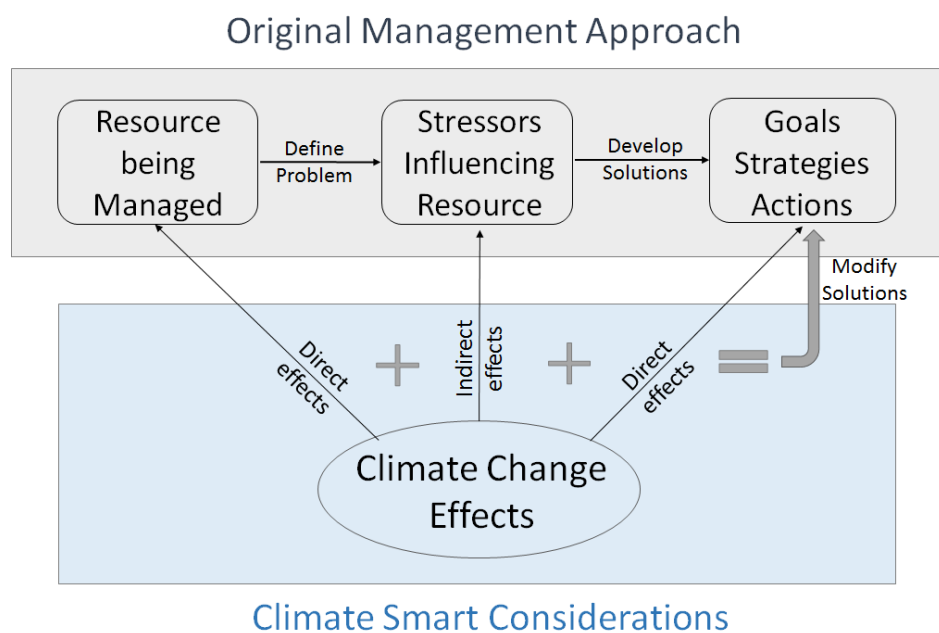 Original Management Approach
Resource
being
Managed
Define
Problem
Stressors
Influencing
Resource
Develop
Solutions
Goals
Strategies
Actions
Modify
Solutions
Direct
effects
+
Indirect
effects
+
Direct
effects
=
Climate Change
Effects
Climate Smart Considerations